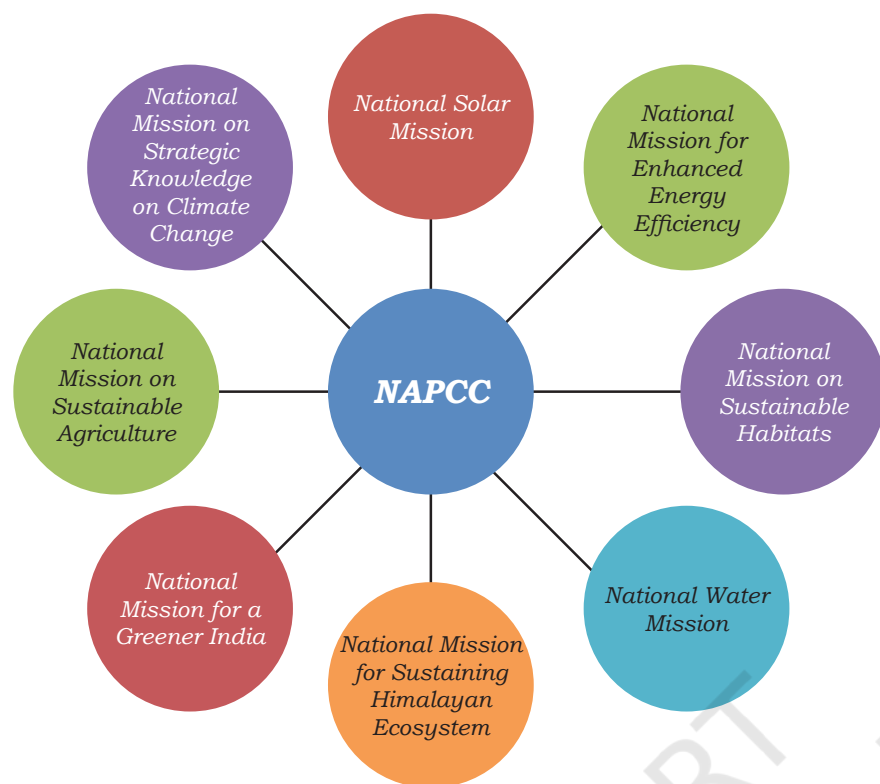 National Solar
Mission
National
Mission for
Enhanced
Energy
Efficiency
National
Mission on
Sustainable
Habitats
National Water
Mission
National Mission
for Sustaining
Himalayan
Ecosystem
National
Mission for a
Greener India
National
Mission on
Sustainable
Agriculture
National
Mission on
Strategic
Knowledge
on Climate
Change
NAPCC